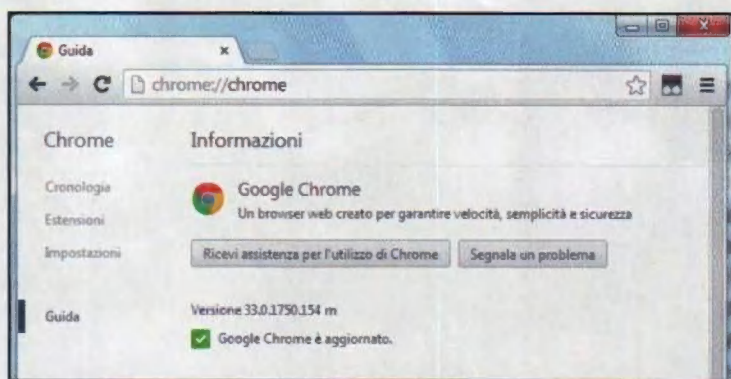 Guida
chrome://chrome
Chrome
Informazioni
Cronologia
Estensioni
Impostazioni
Guida
Google Chrome
Un browser web creato per garantire velocità, semplicità e sicurezza
Ricevi assistenza per l'utilizzo di Chrome
Segnala un problema
Versione 33.0.1750.154 m
Google Chrome è aggiornato.